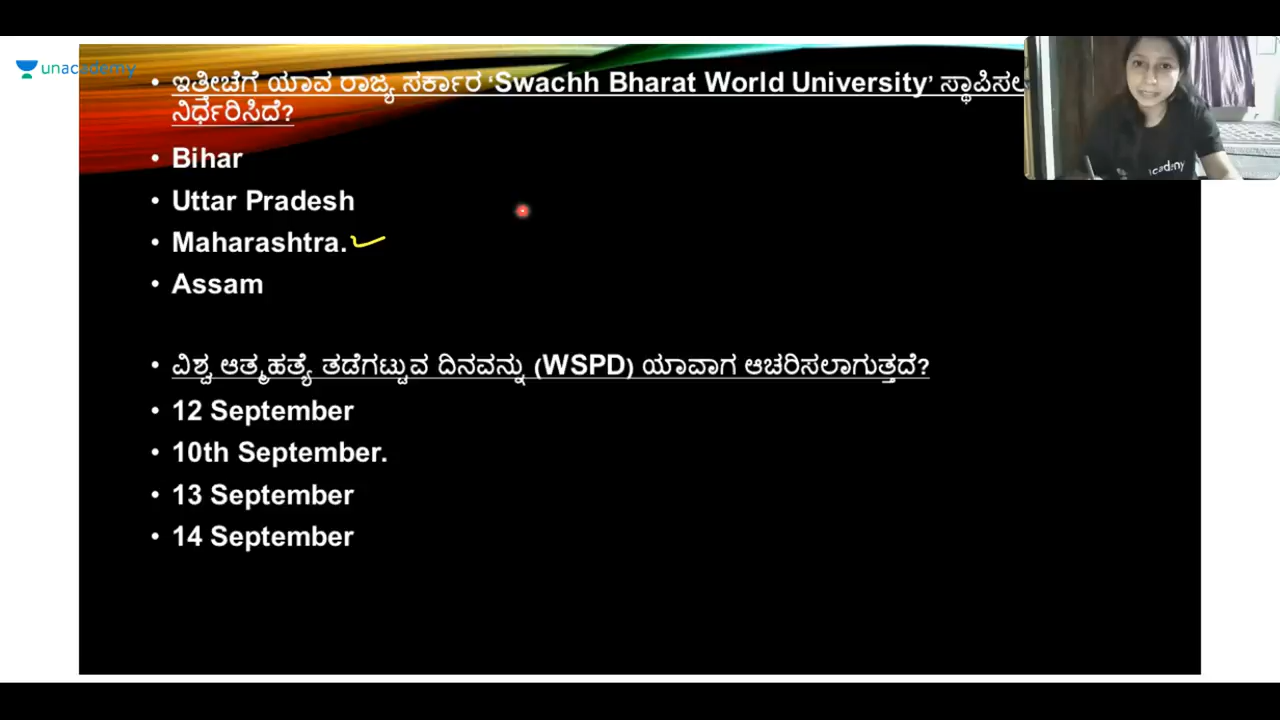 unacademy
• ಇತ್ತೀಚೆಗೆ ಯಾವ ರಾಜ್ಯ ಸರ್ಕಾರ ‘Swachh Bharat World University’
ನಿರ್ಧರಿಸಿದೆ?
• Bihar
• Uttar Pradesh
• Maharashtra.
• Assam
• ವಿಶ್ವ ಆತ್ಮಹತ್ಯೆ ತಡೆಗಟ್ಟುವ ದಿನವನ್ನು (WSPD) ಯಾವಾಗ ಆಚರಿಸಲಾಗುತ್ತದೆ?
• 12 September
• 10th September.
• 13 September
• 14 September